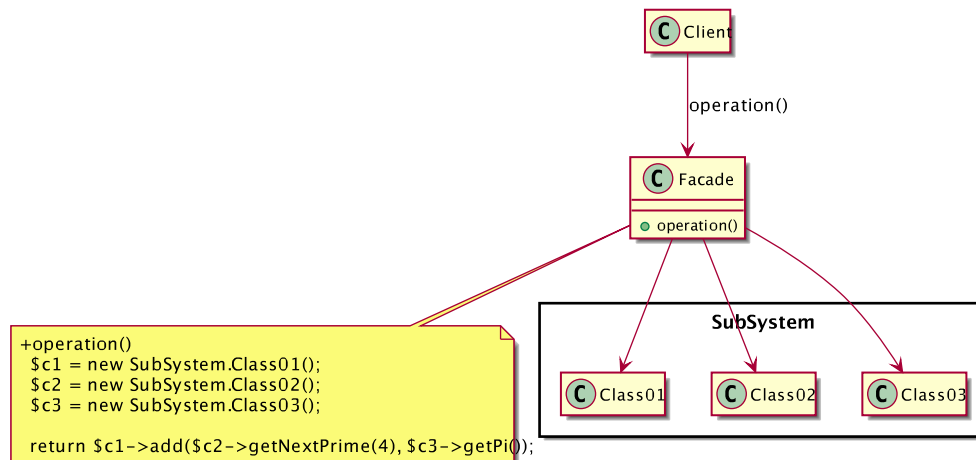 C Client
operation()
C Facade
operation()
SubSystem
C Class01
C Class02
C Class03
+operation()
$c1 = new SubSystem.Class01();
$c2 = new SubSystem.Class02();
$c3 = new SubSystem.Class03();
return $c1->add($c2->getNextPrime(4), $c3->getPi());